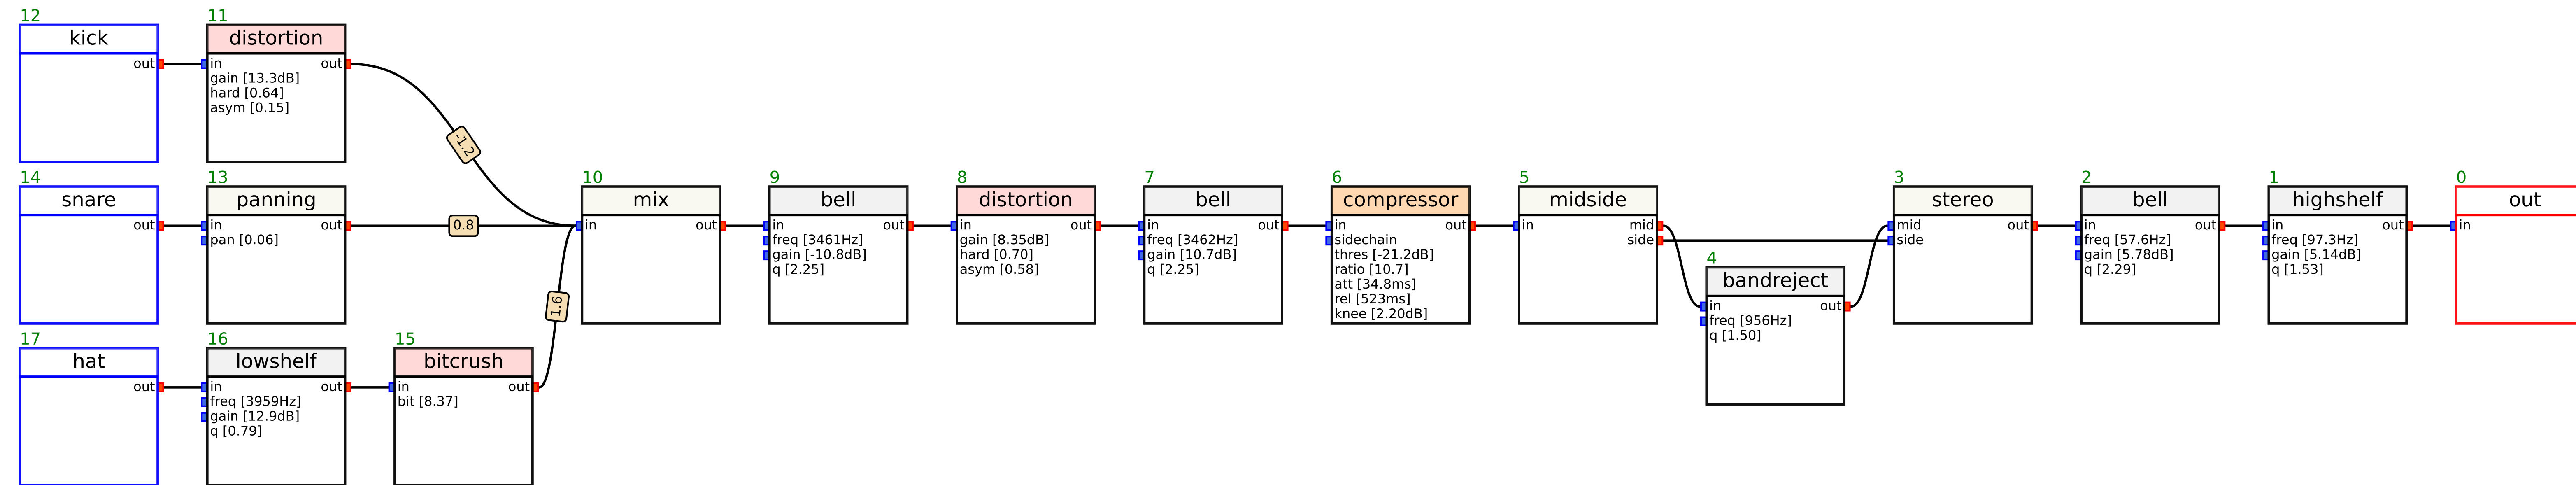 12
kick
out
11
distortion
in out
gain [13.3dB]
hard [0.64]
asym [0.15]
-1.2
14
snare
out
13
panning
in out
pan [0.06]
0.8
17
hat
out
16
lowshelf
in out
freq [3959Hz]
gain [12.9dB]
q [0.79]
15
bitcrush
in out
bit [8.37]
1.6
10
mix
in out
9
bell
in out
freq [3461Hz]
gain [-10.8dB]
q [2.25]
8
distortion
in out
gain [8.35dB]
hard [0.70]
asym [0.58]
7
bell
in out
freq [3462Hz]
gain [10.7dB]
q [2.25]
6
compressor
in out
sidechain
thres [-21.2dB]
ratio [10.7]
att [34.8ms]
rel [523ms]
knee [2.20dB]
5
midside
in mid
side
4
bandreject
in out
freq [956Hz]
q [1.50]
3
stereo
mid out
side
2
bell
in out
freq [57.6Hz]
gain [5.78dB]
q [2.29]
1
highshelf
in out
freq [97.3Hz]
gain [5.14dB]
q [1.53]
0
out
in